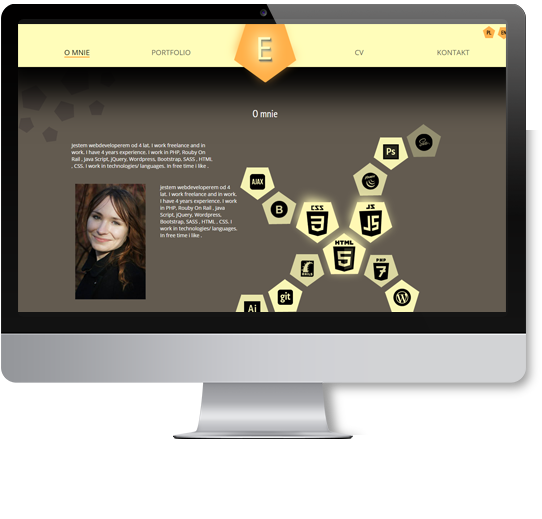 PL
EN
O MNIE
PORTFOLIO
E
CV
KONTAKT
O mnie
Jestem webdeveloperem od 4 lat. I work freelance and in
work. I have 4 years experience. I work in PHP, Rouby On
Rail , Java Script, jQuery, Wordpress, Bootstrap, SASS , HTML
, CSS. I work in technologies/ languages. In free time i like .
Jestem webdeveloperem od 4
lat. I work freelance and in work.
I have 4 years experience. I work
in PHP, Rouby On Rail , Java
Script, jQuery, Wordpress,
Bootstrap, SASS , HTML , CSS. I
work in technologies/ languages.
In free time i like .
Ps
AJAX
B
CSS
3
JS
JS
HTML
5
PHP
7
git
W
Ai